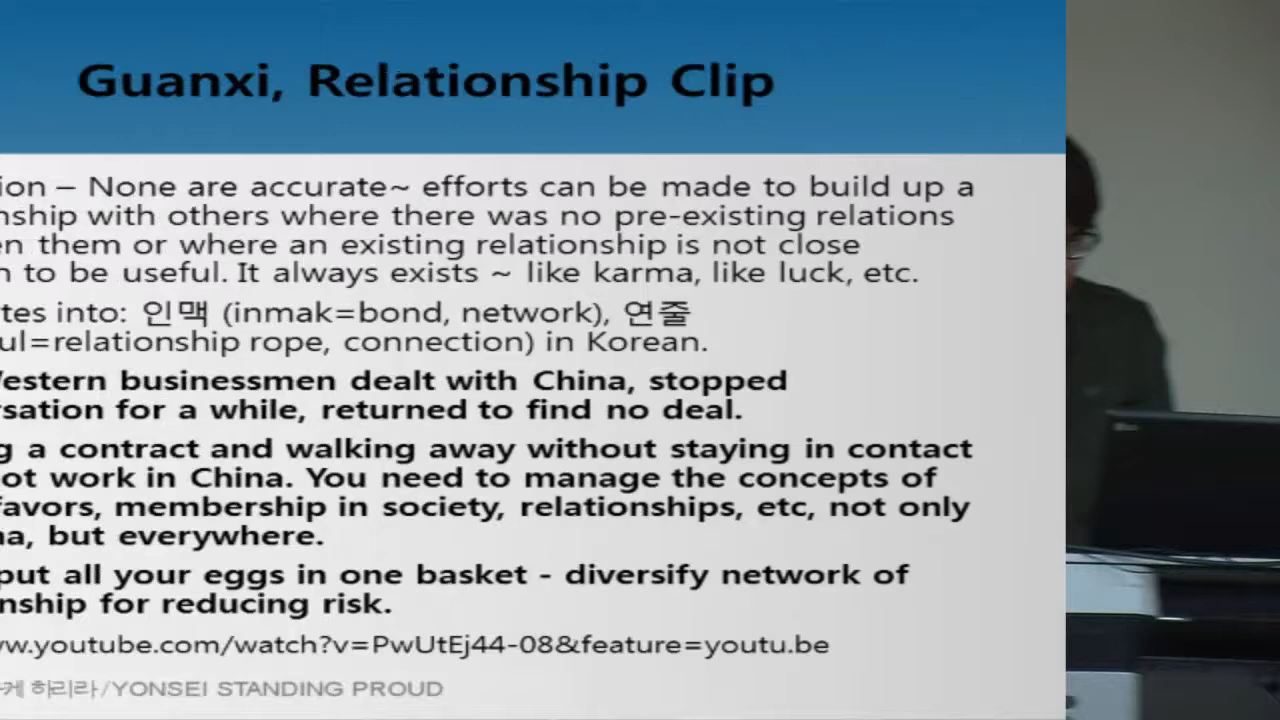 Guanxi, Relationship Clip
ion – None are accurate~ efforts can be made to build up a
nship with others where there was no pre-existing relations
en them or where an existing relationship is not close
h to be useful. It always exists ~ like karma, like luck, etc.
tes into: 인맥 (inmak=bond, network), 연줄
ul=relationship rope, connection) in Korean.
Western businessmen dealt with China, stopped
rsation for a while, returned to find no deal.
g a contract and walking away without staying in contact
ot work in China. You need to manage the concepts of
favors, membership in society, relationships, etc, not only
na, but everywhere.
put all your eggs in one basket - diversify network of
nship for reducing risk.
ww.youtube.com/watch?v=PwUtEj44-08&feature=youtu.be
게 하리라/YONSEI STANDING PROUD